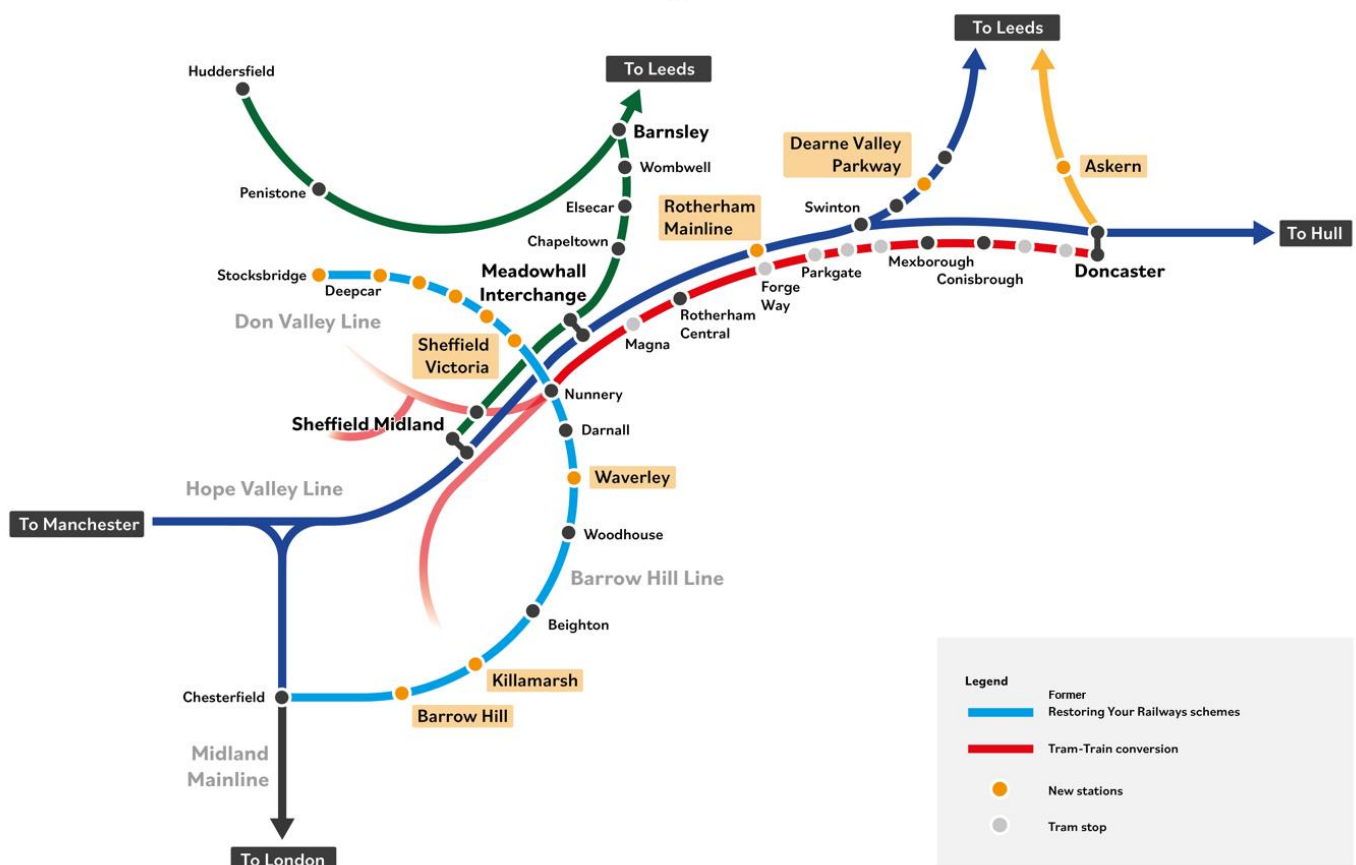 To Leeds
Huddersfield
To Leeds
Barnsley
Dearne Valley
Parkway
Askern
Wombwell
Penistone
Elsecar
Rotherham
Mainline
Swinton
Chapeltown
To Hull
Meadowhall
Interchange
Stocksbridge
Deepcar
Parkgate
Mexborough
Conisbrough
Doncaster
Forge
Way
Rotherham
Central
Don Valley Line
Magna
Sheffield
Victoria
Nunnery
Sheffield Midland
Darnall
Waverley
Hope Valley Line
To Manchester
Woodhouse
Barrow Hill Line
Beighton
Killamarsh
Chesterfield
Barrow Hill
Midland
Mainline
To London
Legend
Former
Restoring Your Railways schemes
Tram-Train conversion
New stations
Tram stop